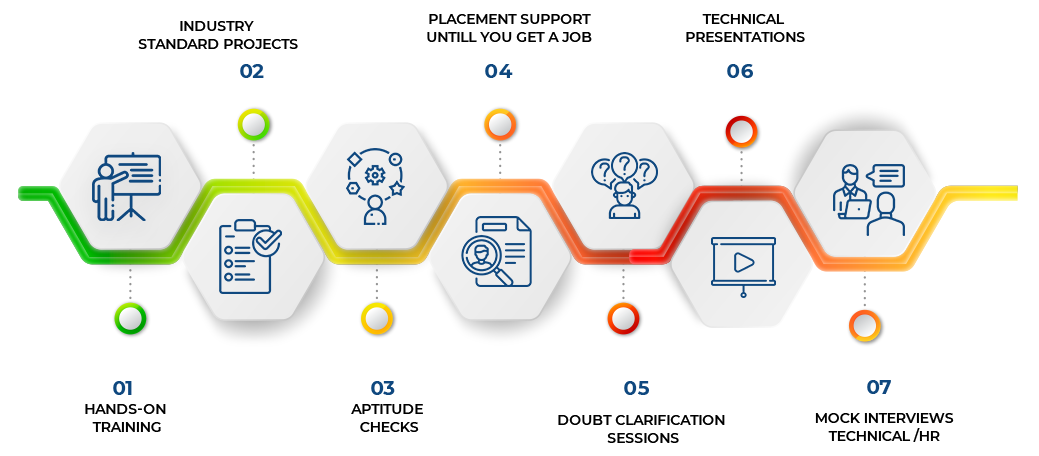 01
HANDS-ON
TRAINING
INDUSTRY
STANDARD PROJECTS
02
03
APTITUDE
CHECKS
PLACEMENT SUPPORT
UNTILL YOU GET A JOB
04
05
DOUBT CLARIFICATION
SESSIONS
TECHNICAL
PRESENTATIONS
06
07
MOCK INTERVIEWS
TECHNICAL /HR